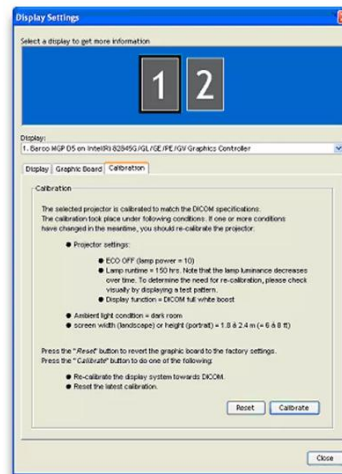 Display Settings
Select a display to get more information
1 2
Display:
1. Barco MGP D5 on Intel(R) 82845G/GL/GE/PE/GV Graphics Controller
Display Graphic Board Calibration
Calibration
The selected projector is calibrated to match the DICOM specifications.
The calibration took place under following conditions. If one or more conditions
have changed in the meantime, you should re-calibrate the projector:
● Projector settings:
● ECO OFF (lamp power = 10)
● Lamp runtime = 150 hrs. Note that the lamp luminance decreases
over time. To determine the need for re-calibration, please check
visually by displaying a test pattern.
● Display function = DICOM full white boost
● Ambient light condition = dark room
● screen width (landscape) or height (portrait) = 1.8 á 2.4 m (= 6 á 8 ft)
Press the "Reset" button to revert the graphic board to the factory settings.
Press the "Calibrate" button to do one of the following:
● Re-calibrate the display system towards DICOM.
● Reset the latest calibration.
Reset Calibrate
Close